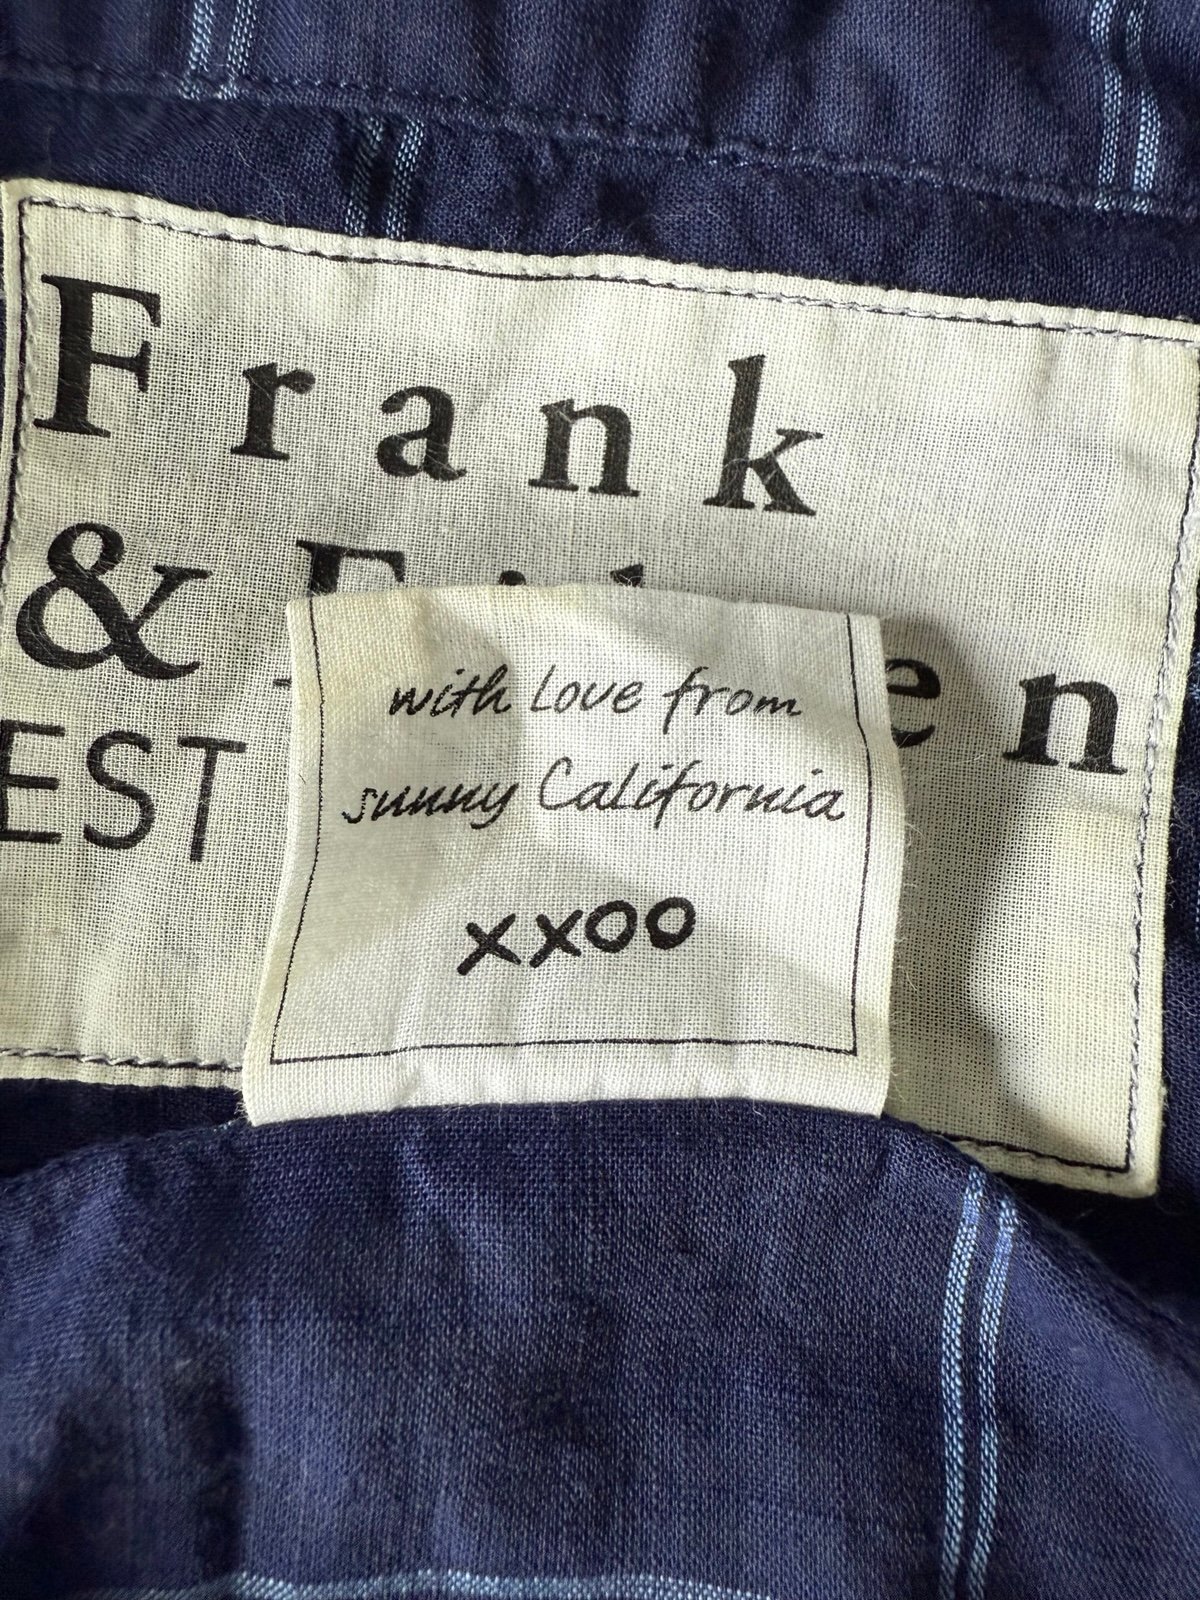 Frank
&
EST
with Love from
sunny California
xxoo